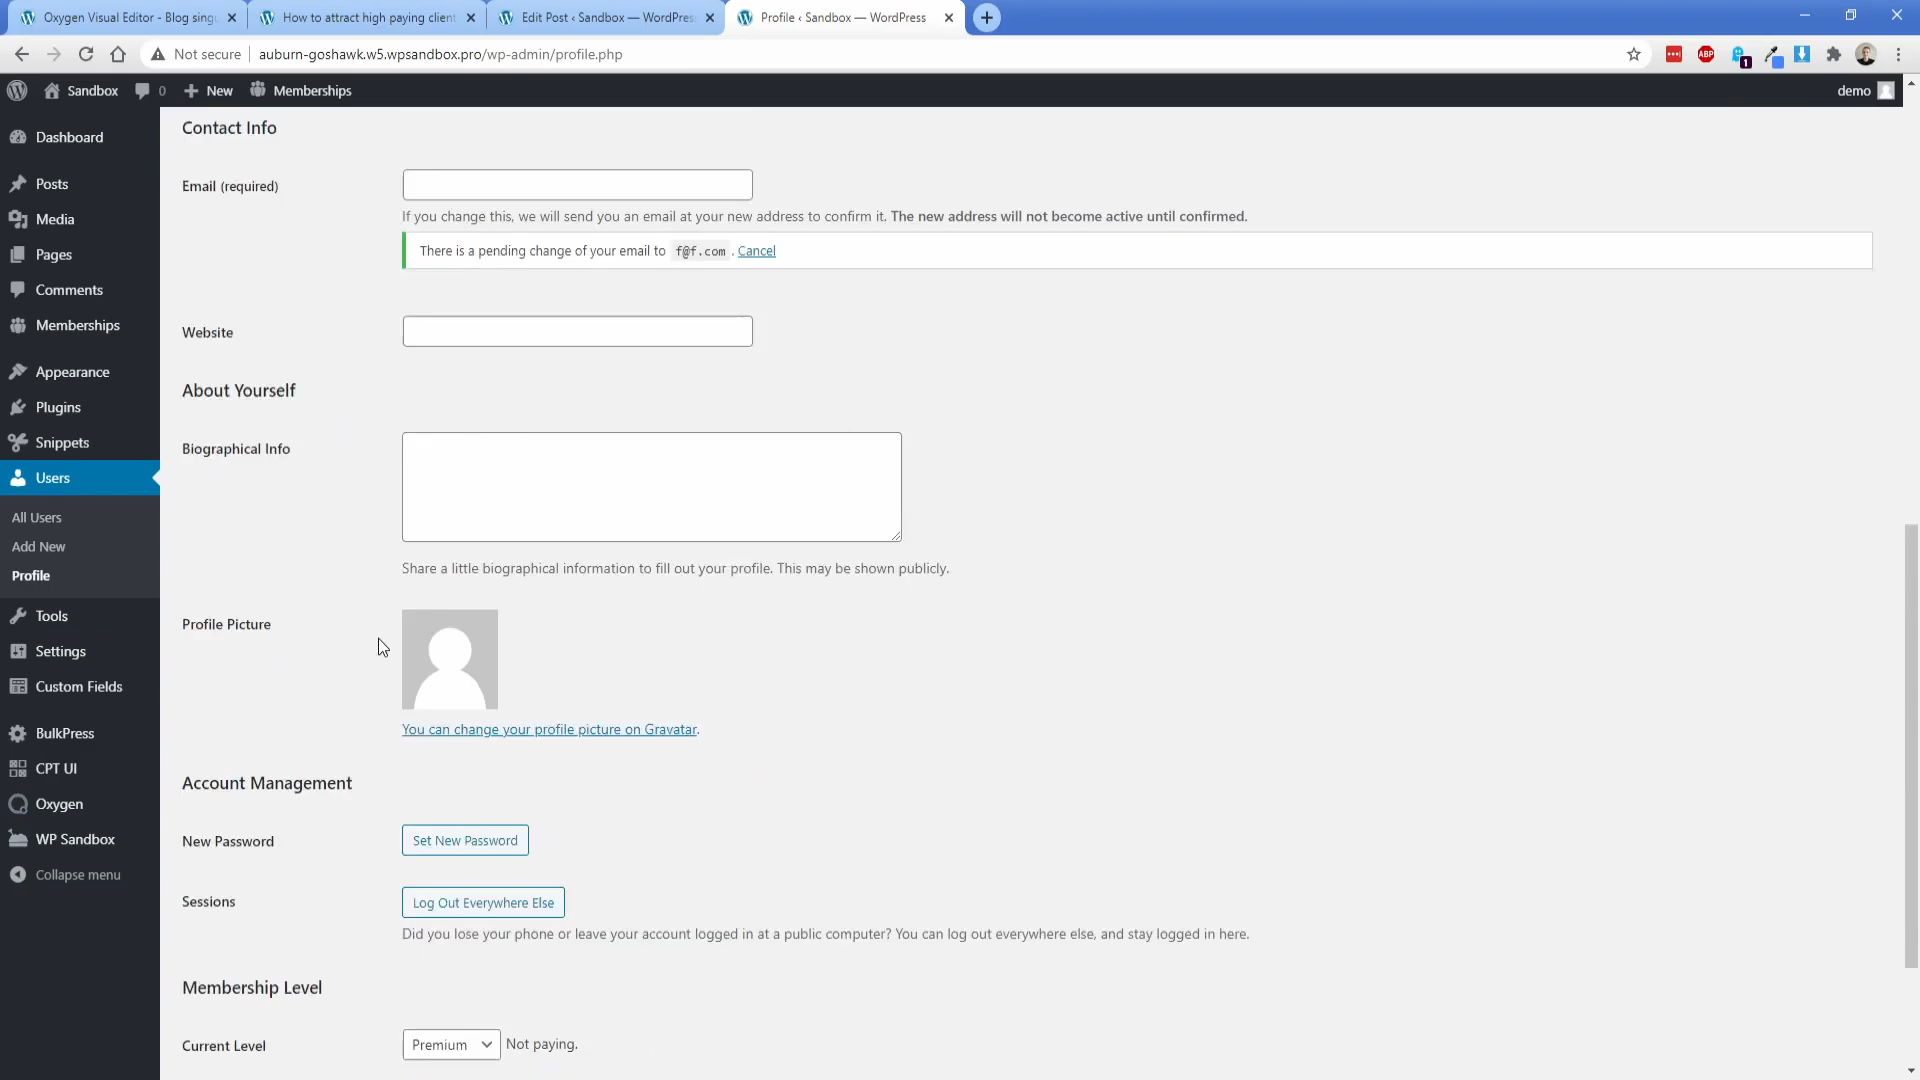 Oxygen Visual Editor - Blog singu
How to attract high paying client
Edit Post ‹ Sandbox — WordPres
Profile ‹ Sandbox — WordPress
Not secure
auburn-goshawk.w5.wpsandbox.pro/wp-admin/profile.php
ABP
1
Sandbox
0
New
Memberships
demo
Dashboard
Posts
Media
Pages
Comments
Memberships
Appearance
Plugins
Snippets
Users
All Users
Add New
Profile
Tools
Settings
Custom Fields
BulkPress
CPT UI
Oxygen
WP Sandbox
Collapse menu
Contact Info
Email (required)
If you change this, we will send you an email at your new address to confirm it. The new address will not become active until confirmed.
There is a pending change of your email to f@f.com . Cancel
Website
About Yourself
Biographical Info
Share a little biographical information to fill out your profile. This may be shown publicly.
Profile Picture
You can change your profile picture on Gravatar.
Account Management
New Password
Set New Password
Sessions
Log Out Everywhere Else
Did you lose your phone or leave your account logged in at a public computer? You can log out everywhere else, and stay logged in here.
Membership Level
Current Level
Premium
Not paying.